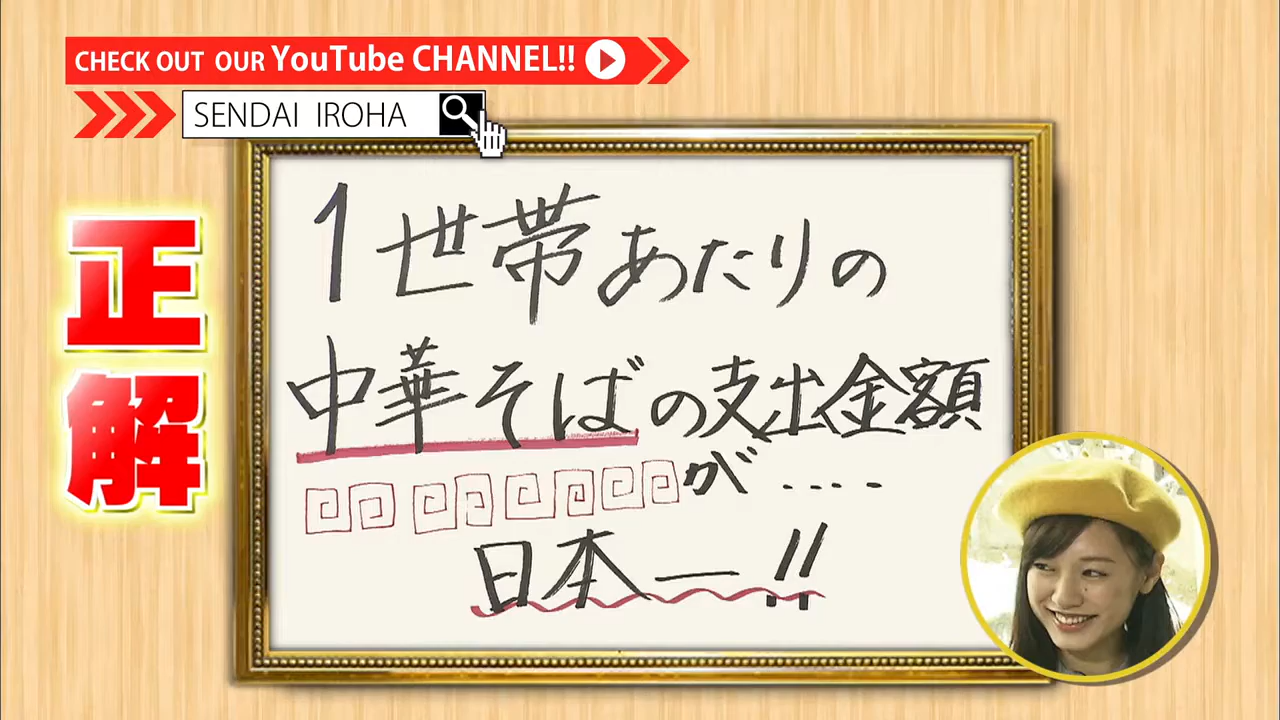 CHECK OUT OUR YouTube CHANNEL!!
SENDAI IROHA
正解
1世帯あたりの
中華そばの支出金額
が....
日本一!!